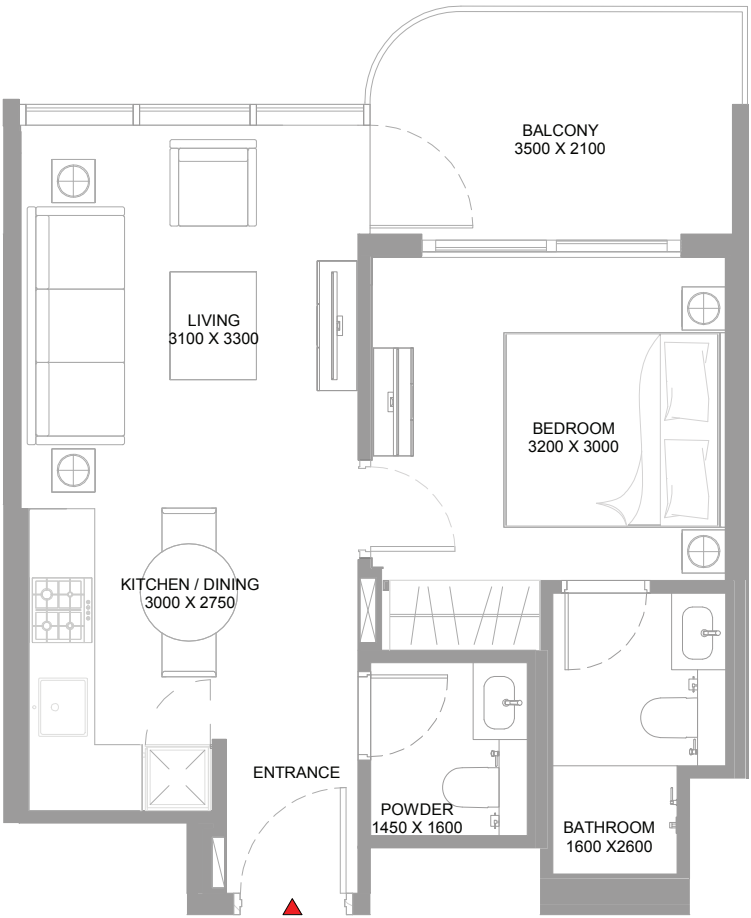 BALCONY
3500 X 2100
LIVING
3100 X 3300
BEDROOM
3200 X 3000
KITCHEN / DINING
3000 X 2750
ENTRANCE
POWDER
1450 X 1600
BATHROOM
1600 X2600